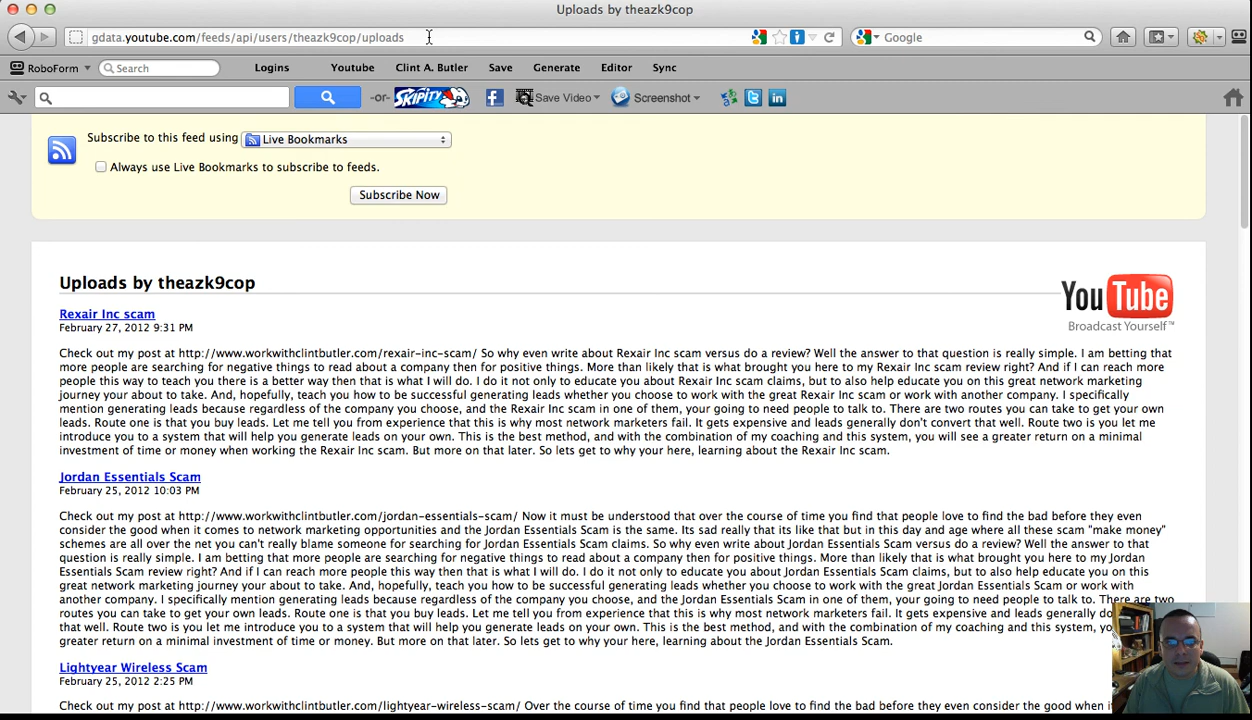 Uploads by theazk9cop
gdata.youtube.com/feeds/api/users/theazk9cop/uploads
Google
RoboForm
Search
Logins
Youtube
Clint A. Butler
Save
Generate
Editor
Sync
-or-
SKIPITY
Save Video
Screenshot
Subscribe to this feed using
Live Bookmarks
Always use Live Bookmarks to subscribe to feeds.
Subscribe Now
Uploads by theazk9cop
YouTube
Broadcast Yourself™
Rexair Inc scam
February 27, 2012 9:31 PM
Check out my post at http://www.workwithclintbutler.com/rexair-inc-scam/ So why even write about Rexair Inc scam versus do a review? Well the answer to that question is really simple. I am betting that
more people are searching for negative things to read about a company then for positive things. More than likely that is what brought you here to my Rexair Inc scam review right? And if I can reach more
people this way to teach you there is a better way then that is what I will do. I do it not only to educate you about Rexair Inc scam claims, but to also help educate you on this great network marketing
journey your about to take. And, hopefully, teach you how to be successful generating leads whether you choose to work with the great Rexair Inc scam or work with another company. I specifically
mention generating leads because regardless of the company you choose, and the Rexair Inc scam in one of them, your going to need people to talk to. There are two routes you can take to get your own
leads. Route one is that you buy leads. Let me tell you from experience that this is why most network marketers fail. It gets expensive and leads generally don't convert that well. Route two is you let me
introduce you to a system that will help you generate leads on your own. This is the best method, and with the combination of my coaching and this system, you will see a greater return on a minimal
investment of time or money when working the Rexair Inc scam. But more on that later. So lets get to why your here, learning about the Rexair Inc scam.
Jordan Essentials Scam
February 25, 2012 10:03 PM
Check out my post at http://www.workwithclintbutler.com/jordan-essentials-scam/ Now it must be understood that over the course of time you find that people love to find the bad before they even
consider the good when it comes to network marketing opportunities and the Jordan Essentials Scam is the same. Its sad really that its like that but in this day and age where all these scam "make money"
schemes are all over the net you can't really blame someone for searching for Jordan Essentials Scam claims. So why even write about Jordan Essentials Scam versus do a review? Well the answer to that
question is really simple. I am betting that more people are searching for negative things to read about a company then for positive things. More than likely that is what brought you here to my Jordan
Essentials Scam review right? And if I can reach more people this way then that is what I will do. I do it not only to educate you about Jordan Essentials Scam claims, but to also help educate you on this
great network marketing journey your about to take. And, hopefully, teach you how to be successful generating leads whether you choose to work with the great Jordan Essentials Scam or work with
another company. I specifically mention generating leads because regardless of the company you choose, and the Jordan Essentials Scam in one of them, your going to need people to talk to. There are two
routes you can take to get your own leads. Route one is that you buy leads. Let me tell you from experience that this is why most network marketers fail. It gets expensive and leads generally do
that well. Route two is you let me introduce you to a system that will help you generate leads on your own. This is the best method, and with the combination of my coaching and this system, yo
greater return on a minimal investment of time or money. But more on that later. So lets get to why your here, learning about the Jordan Essentials Scam.
Lightyear Wireless Scam
February 25, 2012 2:25 PM
Check out my post at http://www.workwithclintbutler.com/lightyear-wireless-scam/ Over the course of time you find that people love to find the bad before they even consider the good when it